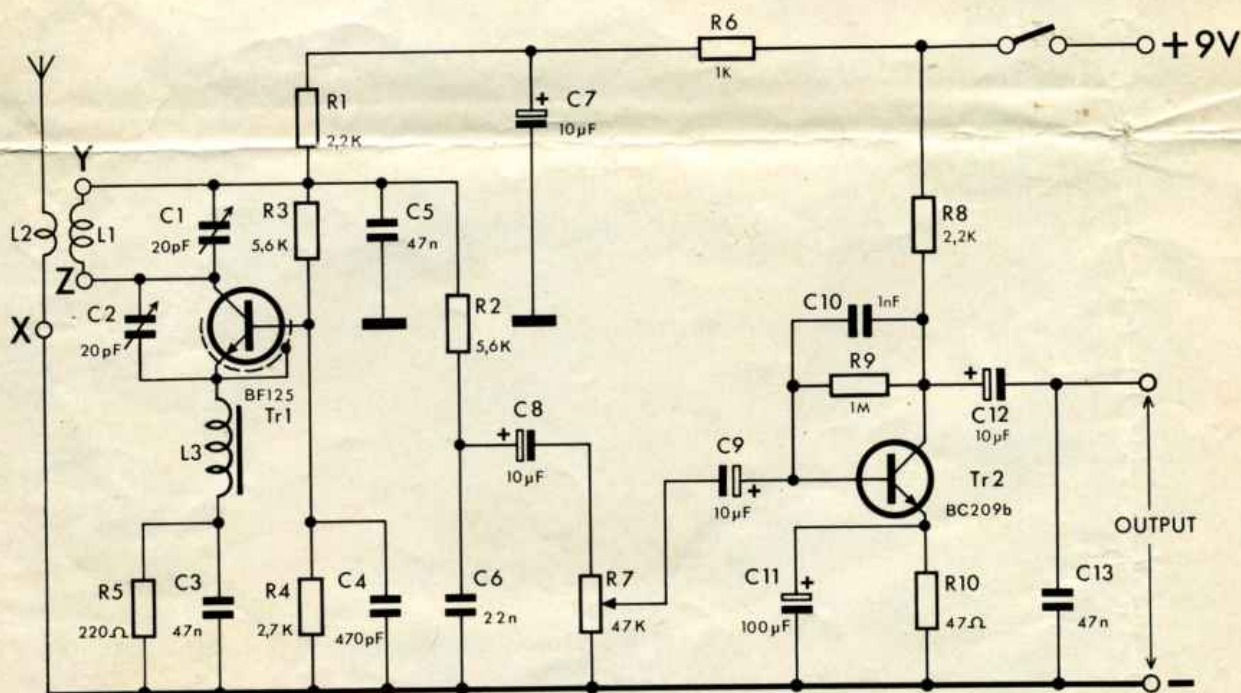 R6
1K
+9V
R1
2,2K
C7
+
10µF
Y
L2
L1
C1
20pF
R3
5,6K
C5
47n
R8
2,2K
Z
X
C2
20pF
R2
5,6K
C10
1nF
R9
1M
BF125
Tr1
L3
C8
+
10µF
C9
+
10µF
+
C12
10µF
Tr2
BC209b
OUTPUT
R5
220Ω
C3
47n
R4
2,7K
C4
470pF
C6
22n
R7
47K
C11
+
100µF
R10
47Ω
C13
47n
−